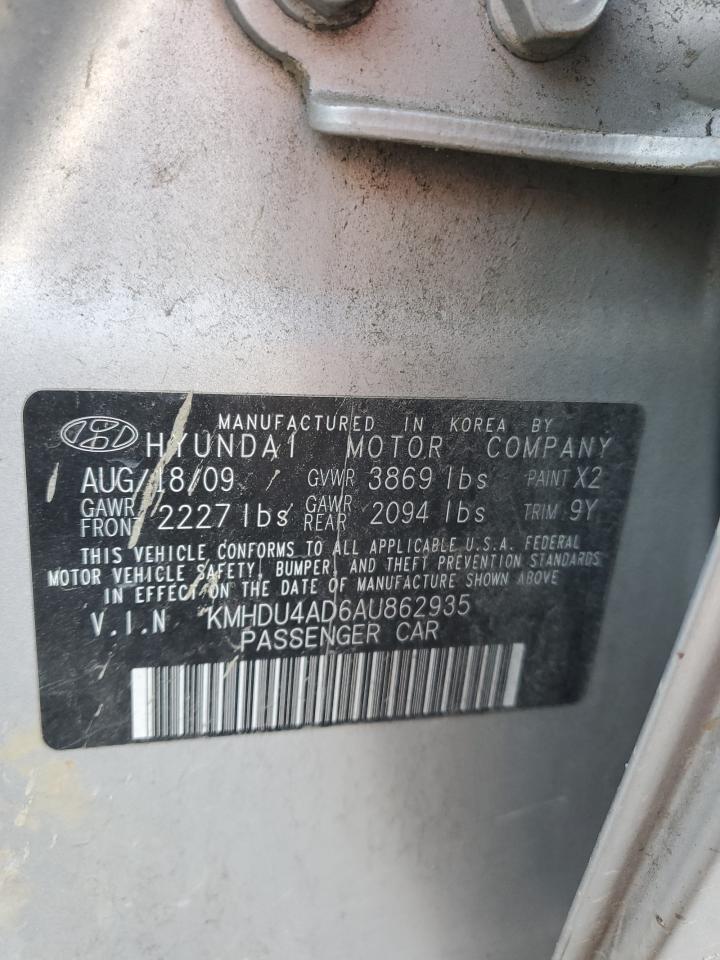 MANUFACTURED IN KOREA BY
HYUNDAI MOTOR COMPANY
AUG/18/09 GVWR 3869 lbs PAINT X2
GAWR FRONT 2227 lbs GAWR REAR 2094 lbs TRIM 9Y
THIS VEHICLE CONFORMS TO ALL APPLICABLE U.S.A. FEDERAL
MOTOR VEHICLE SAFETY, BUMPER, AND THEFT PREVENTION STANDARDS
IN EFFECT ON THE DATE OF MANUFACTURE SHOWN ABOVE
V.I.N KMHDU4AD6AU862935
PASSENGER CAR